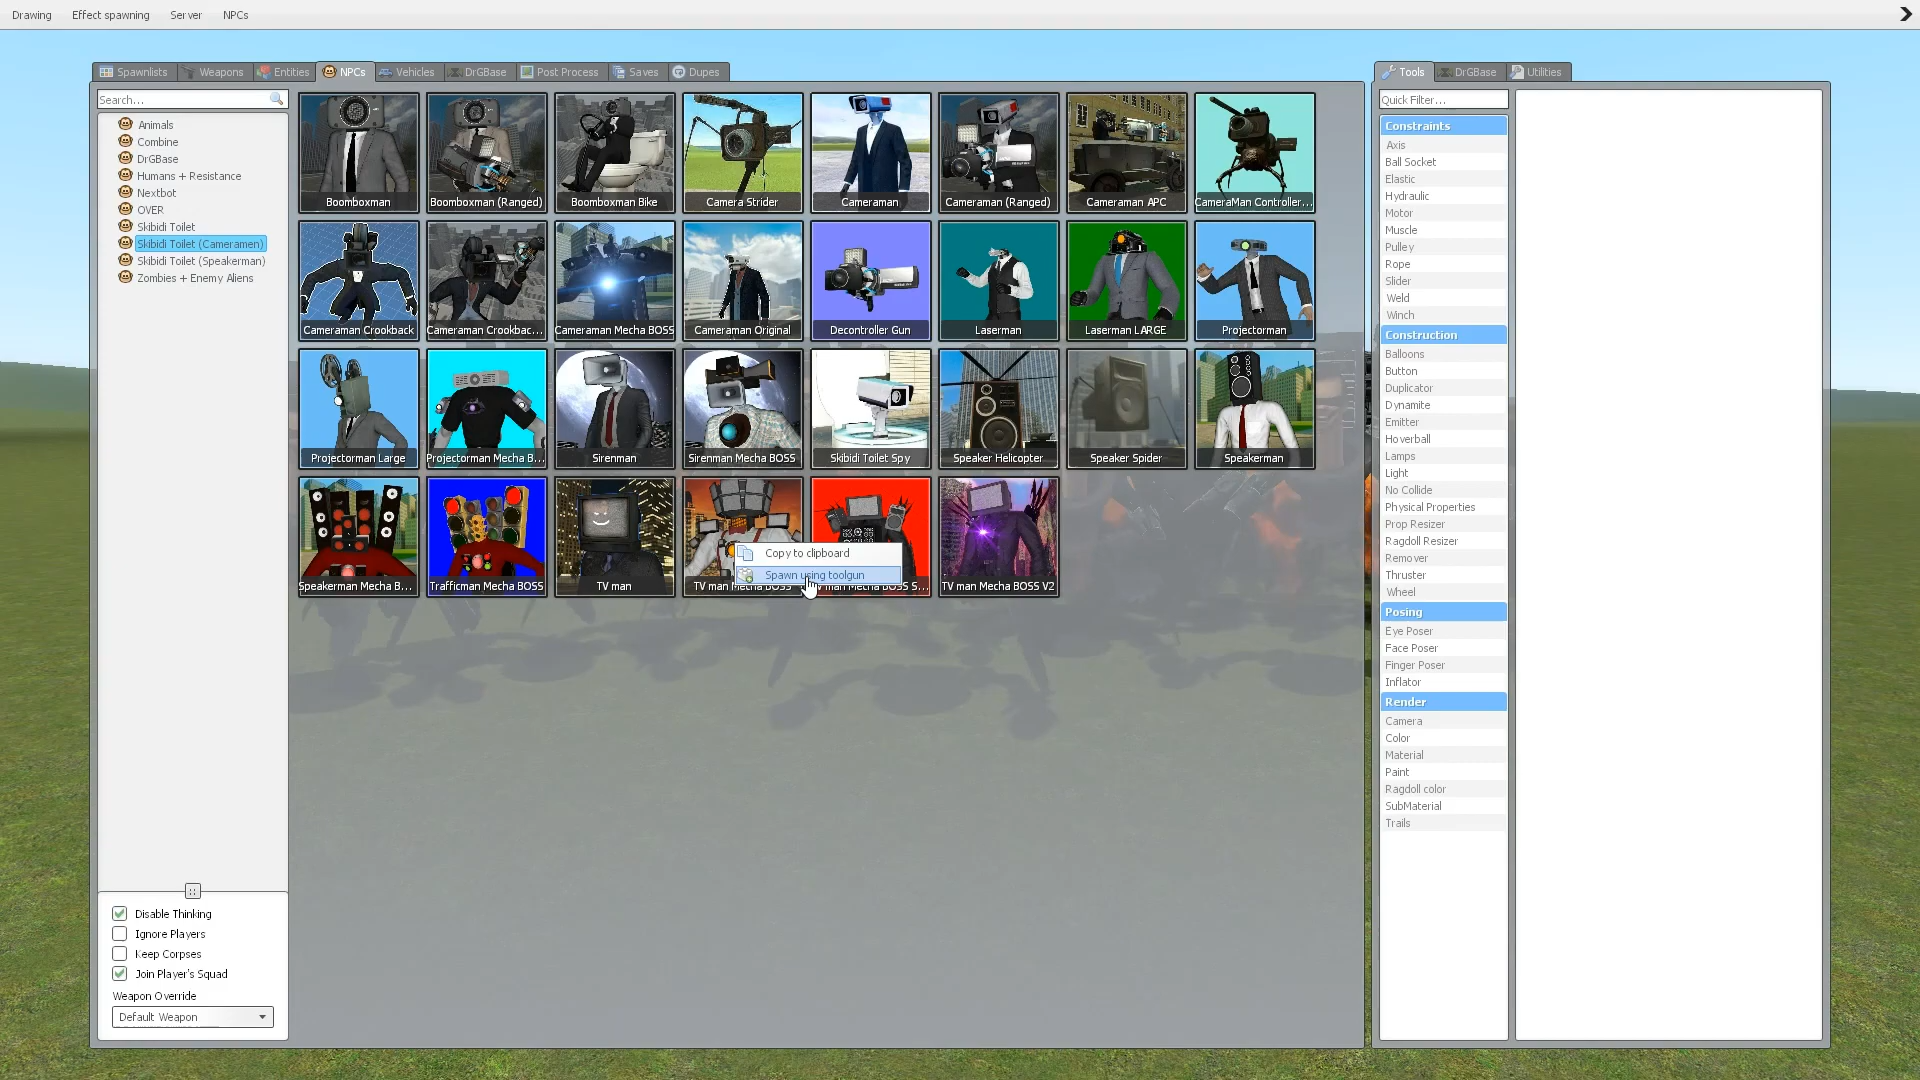 Drawing Effect spawning Server NPCs
Spawnlists Weapons Entities NPCs Vehicles DrGBase Post Process Saves Dupes
Search...
Animals
Combine
DrGBase
Humans + Resistance
Nextbot
OVER
Skibidi Toilet
Skibidi Toilet (Cameramen)
Skibidi Toilet (Speakerman)
Zombies + Enemy Aliens
Disable Thinking
Ignore Players
Keep Corpses
Join Player's Squad
Weapon Override
Default Weapon
Boomboxman
Boomboxman (Ranged)
Boomboxman Bike
Camera Strider
Cameraman
Cameraman (Ranged)
Cameraman APC
CameraMan Controller...
Cameraman Crookback
Cameraman Crookbac...
Cameraman Mecha BOSS
Cameraman Original
Decontroller Gun
Laserman
Laserman LARGE
Projectorman
Projectorman Large
Projectorman Mecha B...
Sirenman
Sirenman Mecha BOSS
Skibidi Toilet Spy
Speaker Helicopter
Speaker Spider
Speakerman
Speakerman Mecha B...
Trafficman Mecha BOSS
TV man
TV man Mecha BOSS
man Mecha BOSS S...
TV man Mecha BOSS V2
Copy to clipboard
Spawn using toolgun
Tools DrGBase Utilities
Quick Filter...
Constraints
Axis
Ball Socket
Elastic
Hydraulic
Motor
Muscle
Pulley
Rope
Slider
Weld
Winch
Construction
Balloons
Button
Duplicator
Dynamite
Emitter
Hoverball
Lamps
Light
No Collide
Physical Properties
Prop Resizer
Ragdoll Resizer
Remover
Thruster
Wheel
Posing
Eye Poser
Face Poser
Finger Poser
Inflator
Render
Camera
Color
Material
Paint
Ragdoll color
SubMaterial
Trails